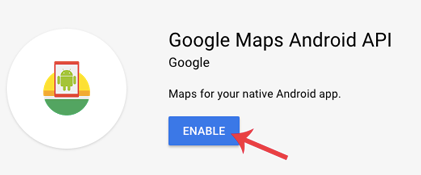 Google Maps Android API
Google
Maps for your native Android app.
ENABLE